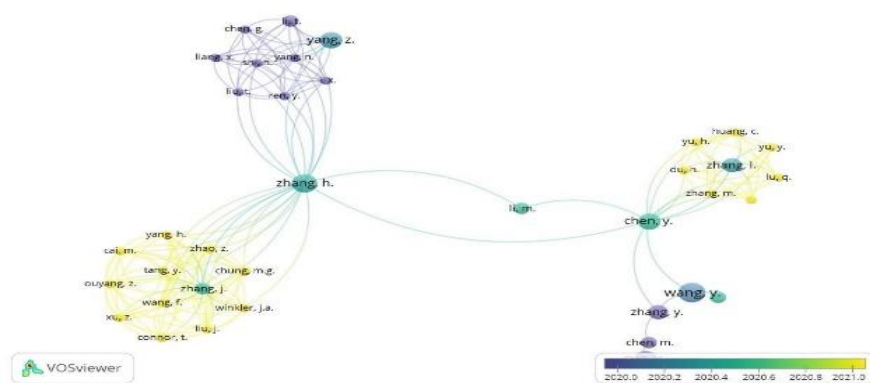 li, t.
chen, g.
yang, z.
liang, x.
yang, n.
x.
liu, t.
ren, y.
huang, c.
yu, h.
yu, y.
zhang, l.
du, n.
lu, q.
zhang, m.
zhang, h.
li, m.
chen, y.
yang, h.
cai, m.
zhao, z.
tang, y.
chung, m.g.
ouyang, z.
zhang, j.
wang, f.
winkler, j.a.
xu, z.
liu, j.
connor, t.
wang, y.
zhang, y.
chen, m.
VOSviewer
2020.0 2020.2 2020.4 2020.6 2020.8 2021.0